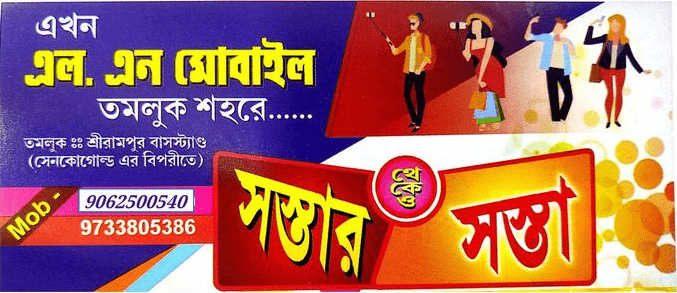 এখন
এল. এন মোবাইল
তমলুক শহরে......
তমলুক ঃঃ শ্রীরামপুর বাসস্ট্যাণ্ড
(সেনকোগোল্ড এর বিপরীতে)
Mob - 9062500540
9733805386
সস্তার থেকেও সস্তা